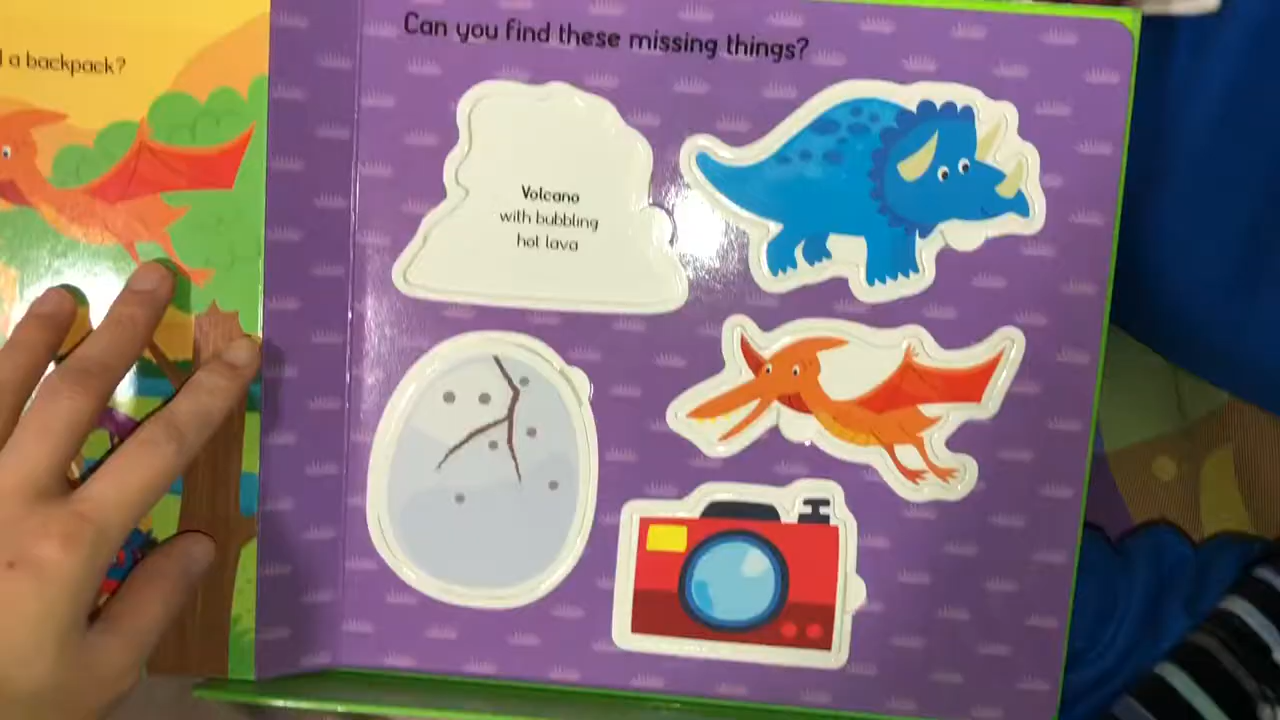 a backpack?
Can you find these missing things?
Volcano
with bubbling
hot lava